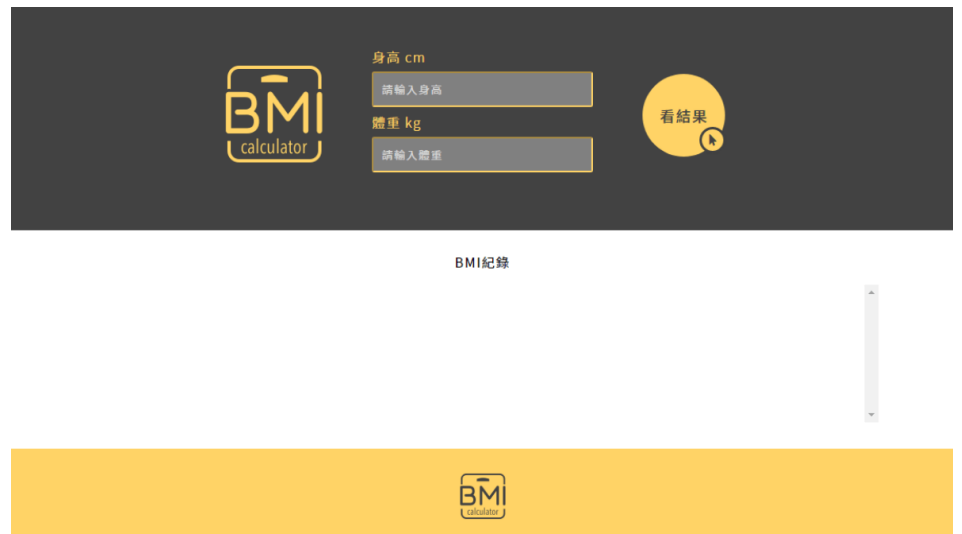 BMI
calculator
身高 cm
請輸入身高
體重 kg
請輸入體重
看結果
BMI紀錄
BMI
calculator